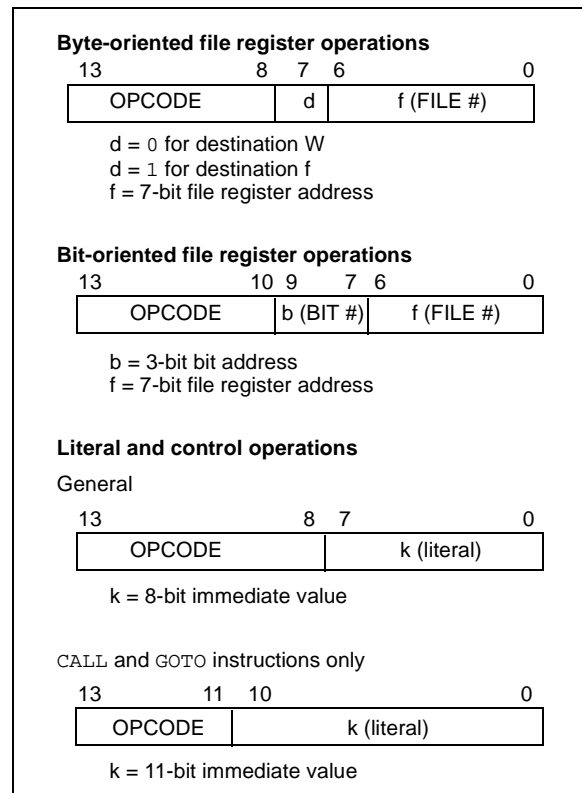 Byte-oriented file register operations
13 8 7 6 0
OPCODE d f (FILE #)
d = 0 for destination W
d = 1 for destination f
f = 7-bit file register address
Bit-oriented file register operations
13 10 9 7 6 0
OPCODE b (BIT #) f (FILE #)
b = 3-bit bit address
f = 7-bit file register address
Literal and control operations
General
13 8 7 0
OPCODE k (literal)
k = 8-bit immediate value
CALL and GOTO instructions only
13 11 10 0
OPCODE k (literal)
k = 11-bit immediate value